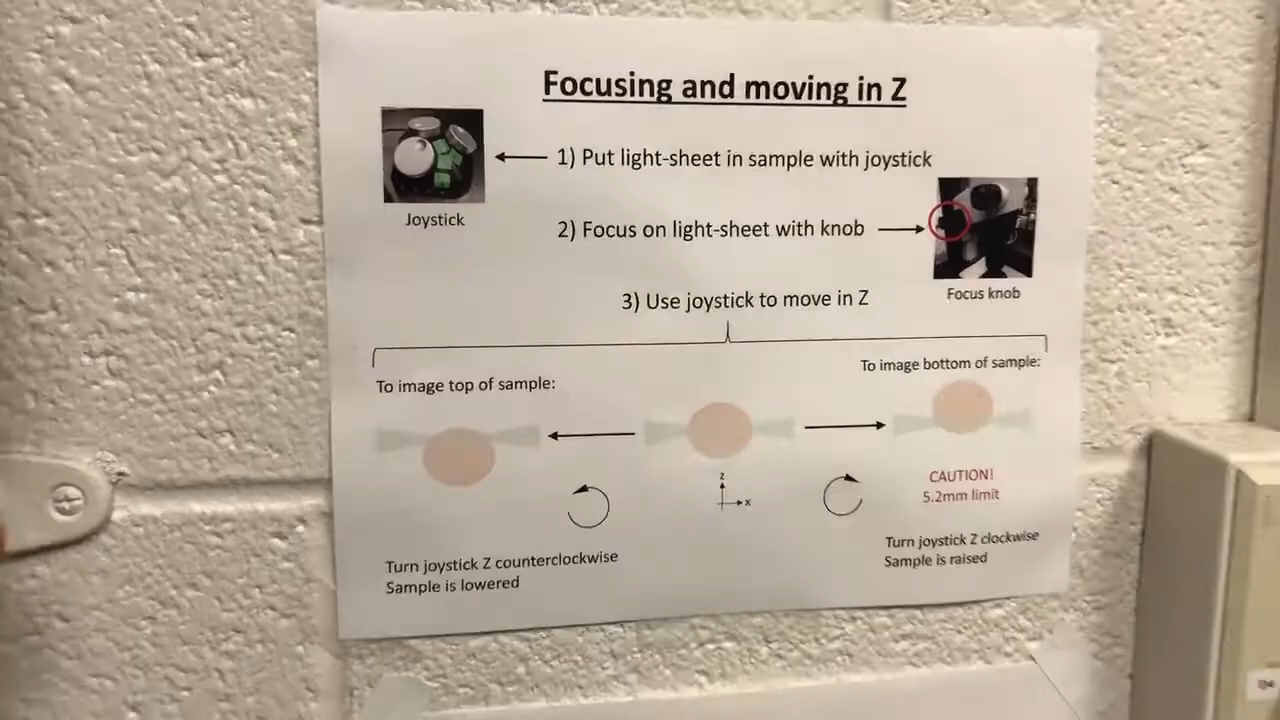 Focusing and moving in Z
1) Put light-sheet in sample with joystick
Joystick
2) Focus on light-sheet with knob
Focus knob
3) Use joystick to move in Z
To image top of sample:
To image bottom of sample:
z
x
CAUTION!
5.2mm limit
Turn joystick Z counterclockwise
Sample is lowered
Turn joystick Z clockwise
Sample is raised